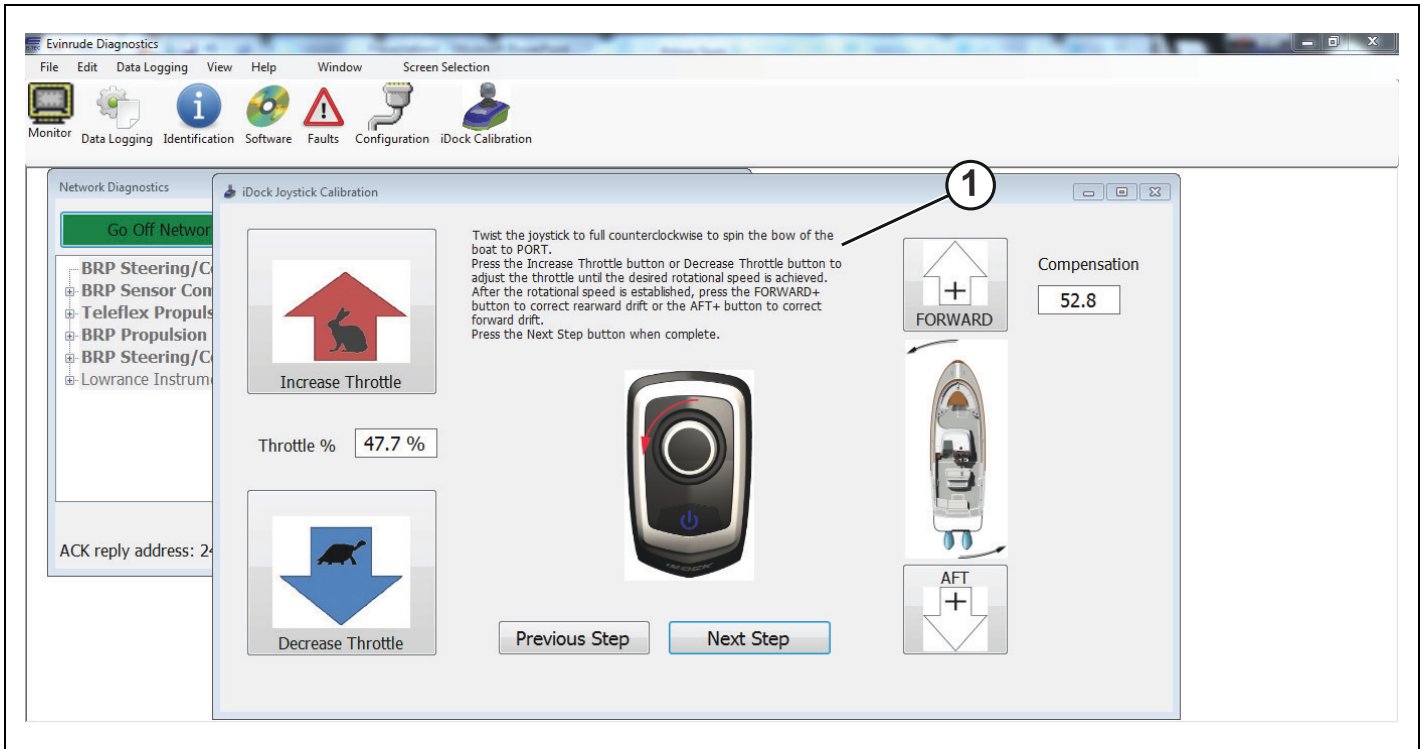 Evinrude Diagnostics
File Edit Data Logging View Help Window Screen Selection
Monitor Data Logging Identification Software Faults Configuration iDock Calibration
Network Diagnostics
Go Off Networ
BRP Steering/C
BRP Sensor Con
Teleflex Propuls
BRP Propulsion
BRP Steering/C
Lowrance Instrum
ACK reply address: 24
iDock Joystick Calibration
1
Increase Throttle
Throttle % 47.7 %
Decrease Throttle
Twist the joystick to full counterclockwise to spin the bow of the
boat to PORT.
Press the Increase Throttle button or Decrease Throttle button to
adjust the throttle until the desired rotational speed is achieved.
After the rotational speed is established, press the FORWARD+
button to correct rearward drift or the AFT+ button to correct
forward drift.
Press the Next Step button when complete.
Previous Step Next Step
+
FORWARD
Compensation
52.8
AFT
+